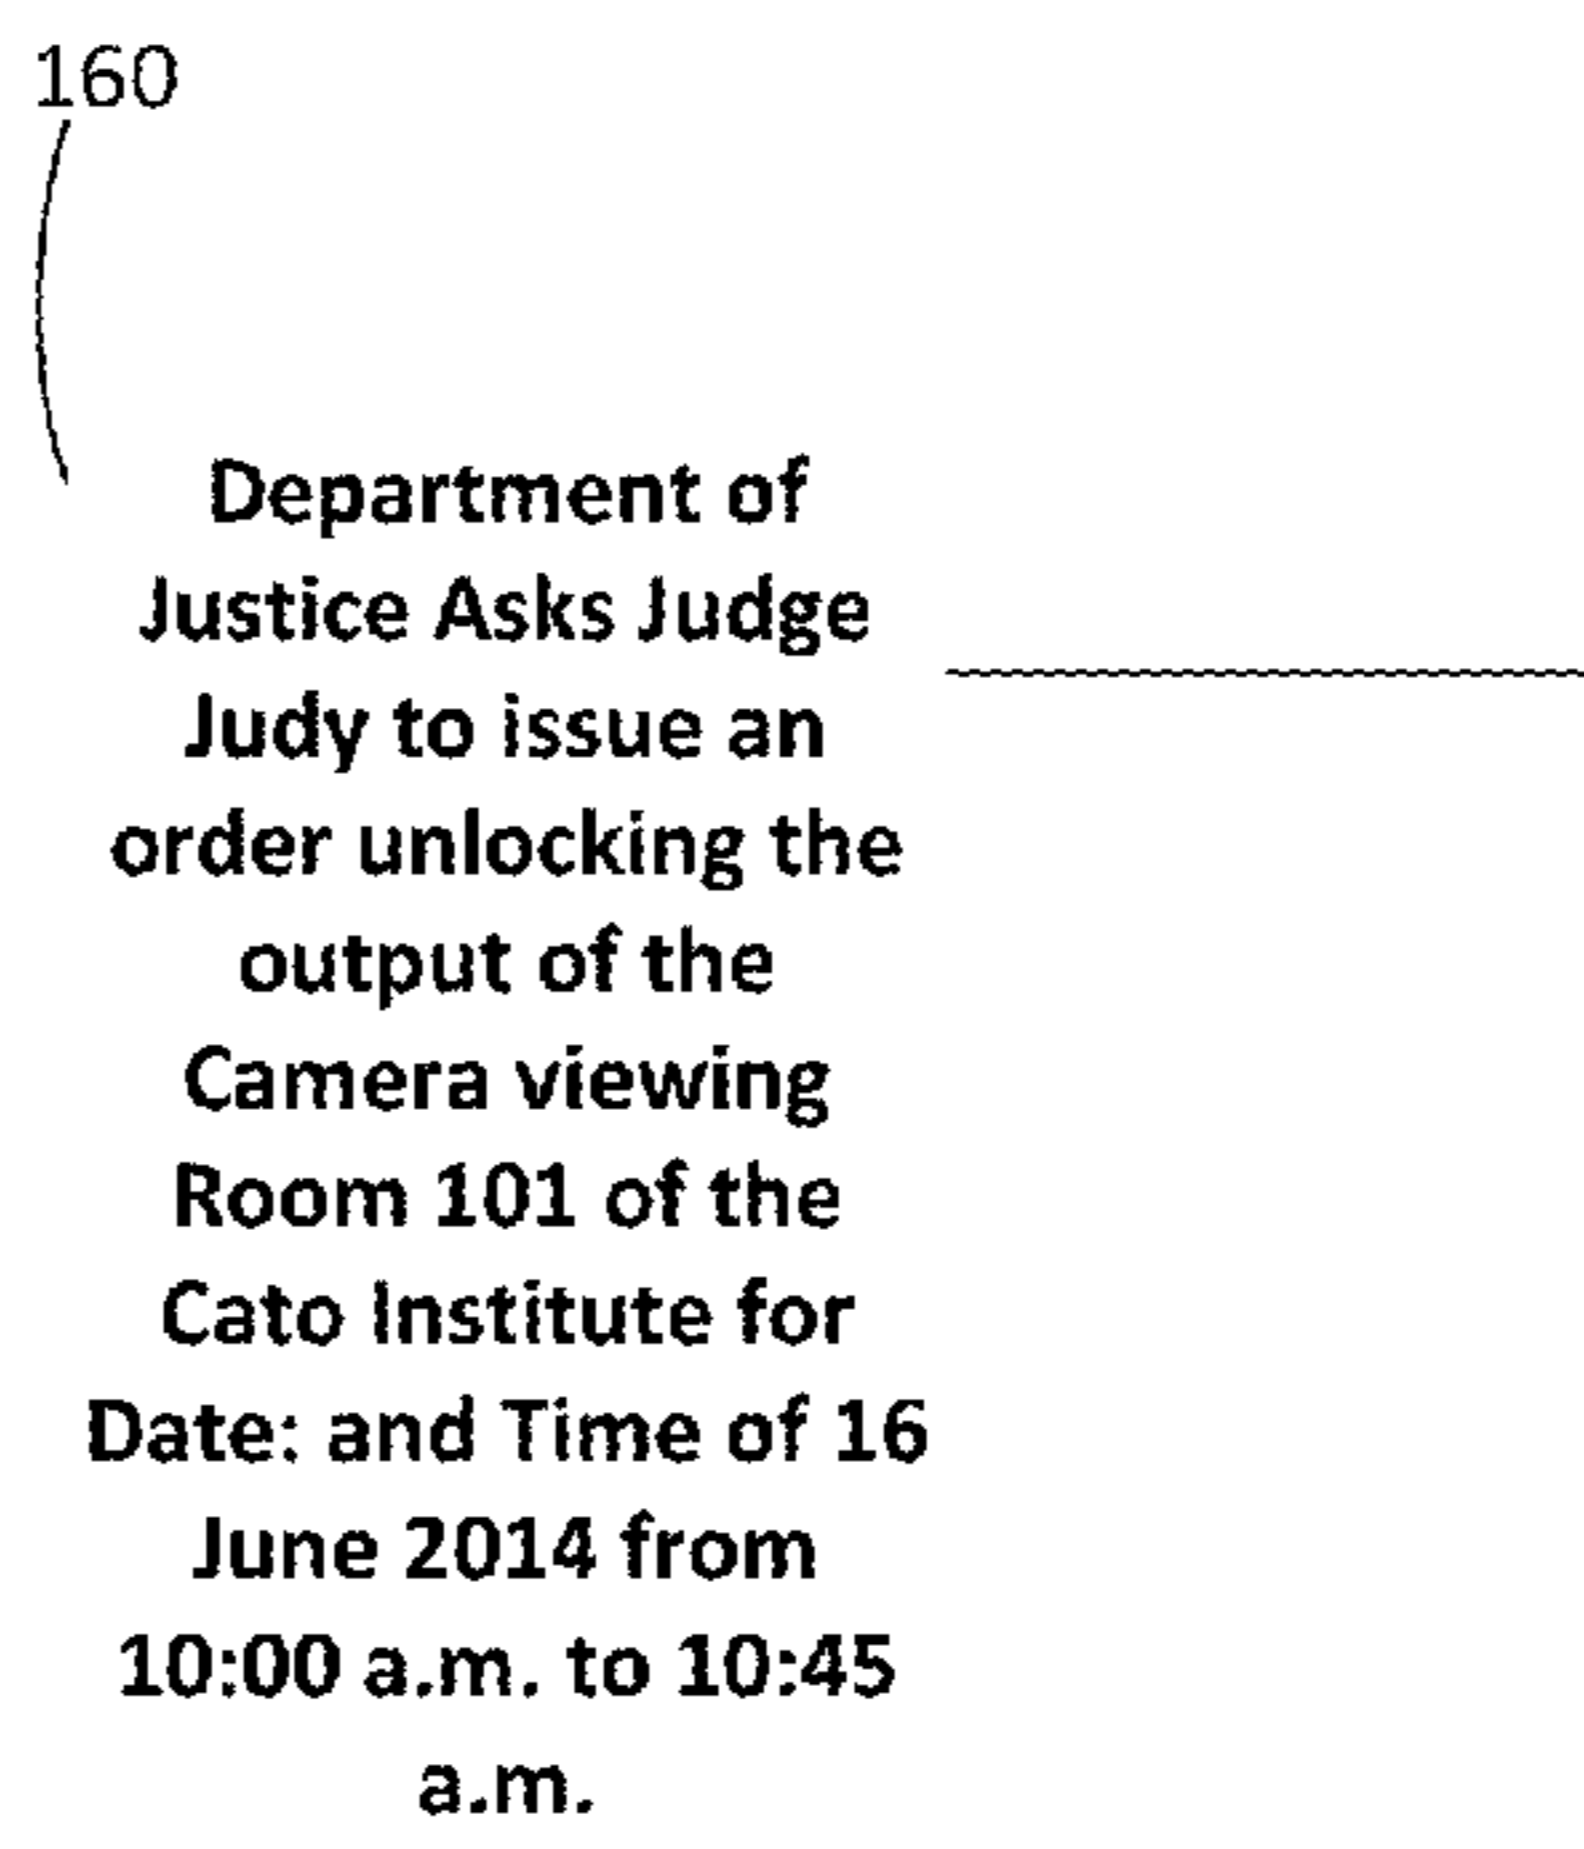 160
Department of
Justice Asks Judge
Judy to issue an
order unlocking the
output of the
Camera viewing
Room 101 of the
Cato Institute for
Date: and Time of 16
June 2014 from
10:00 a.m. to 10:45
a.m.